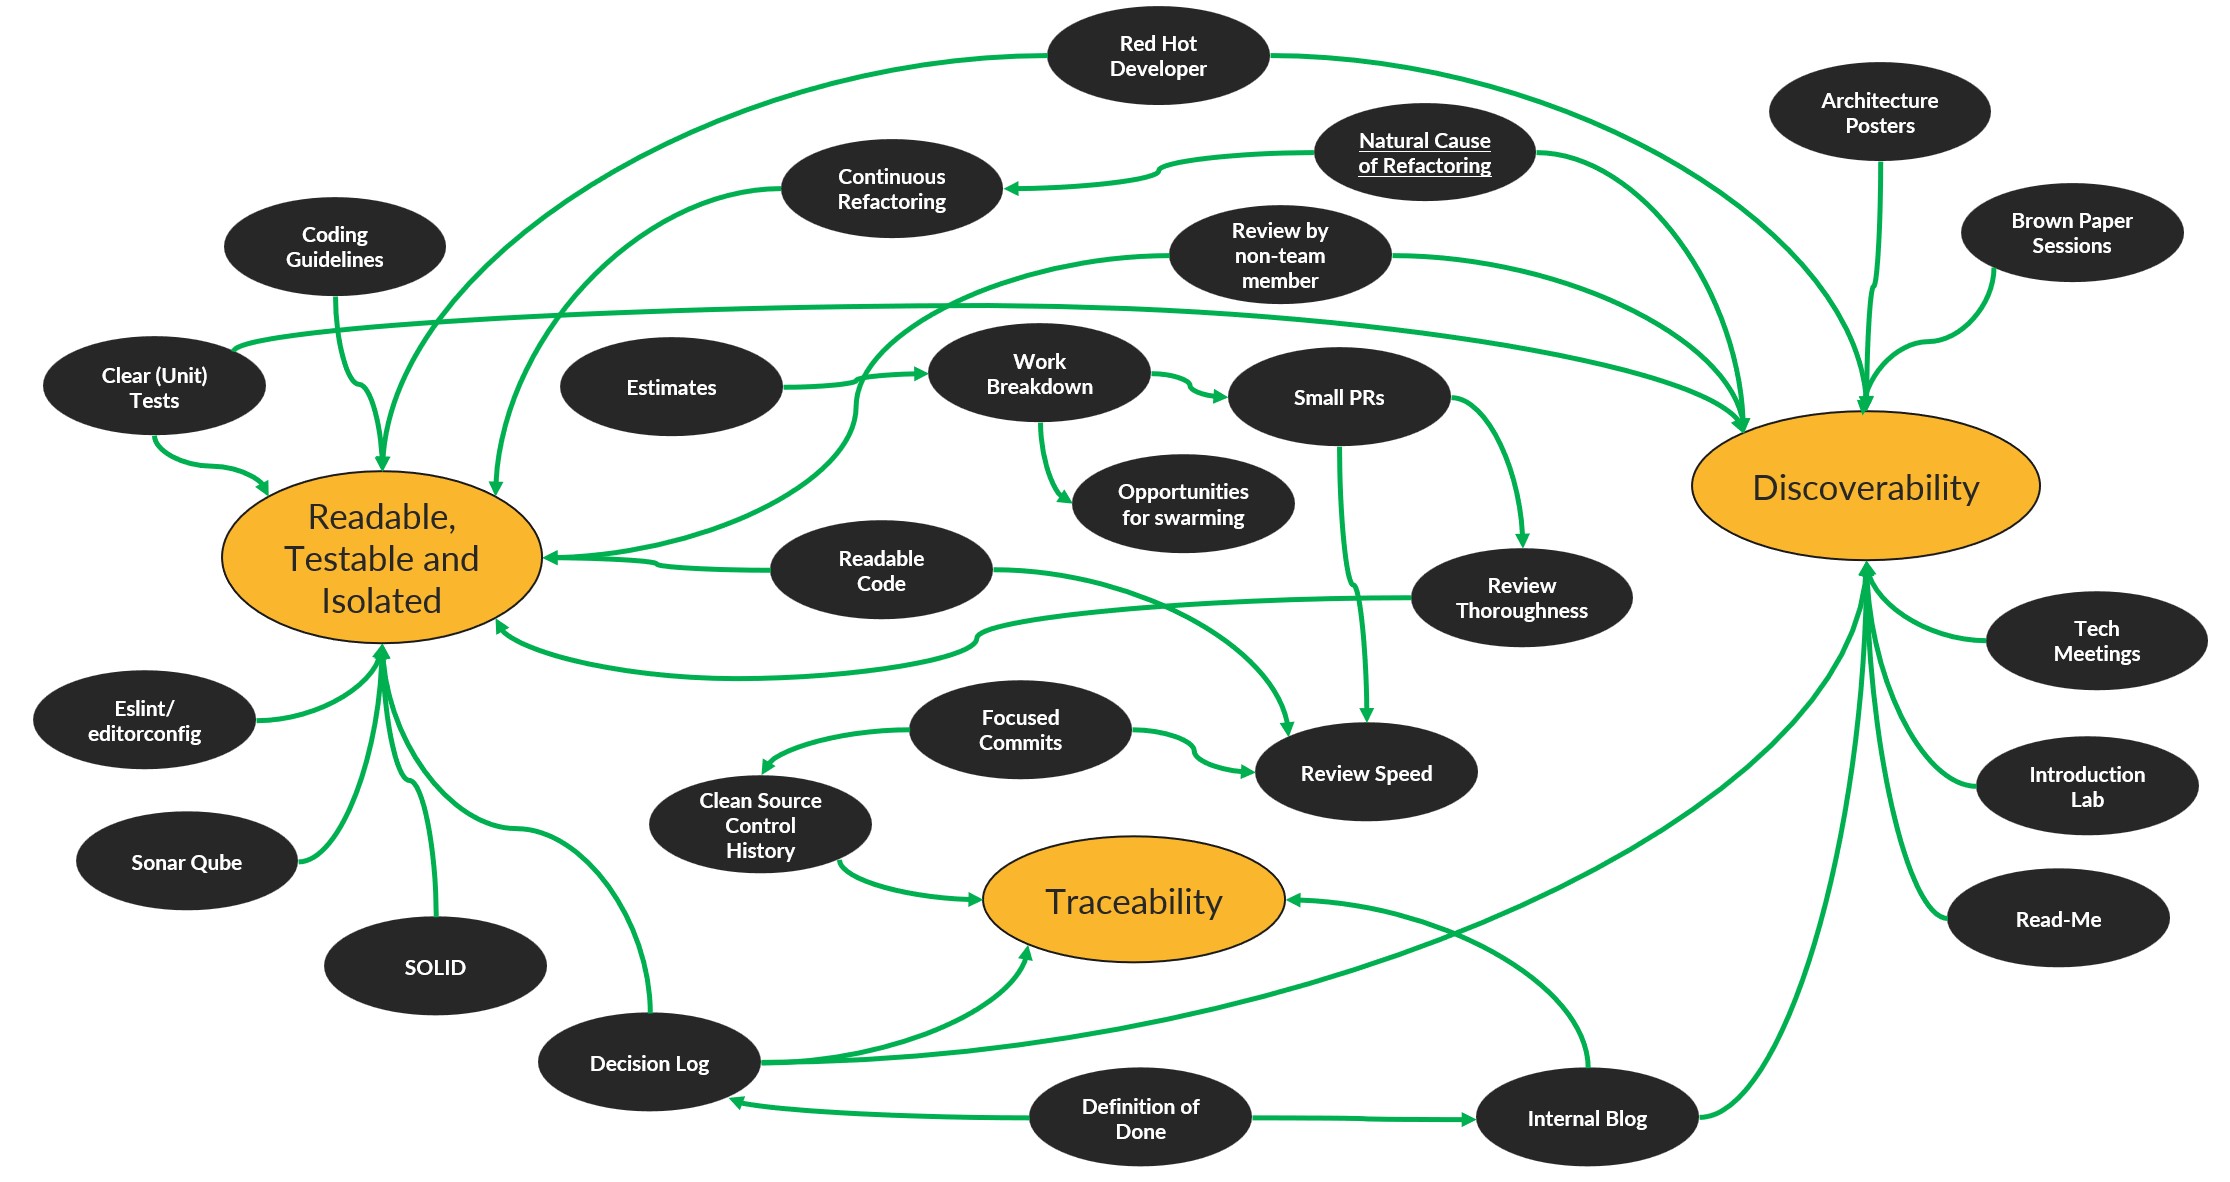 Red Hot
Developer
Architecture
Posters
Natural Cause
of Refactoring
Continuous
Refactoring
Brown Paper
Sessions
Coding
Guidelines
Review by
non-team
member
Clear (Unit)
Tests
Estimates
Work
Breakdown
Small PRs
Opportunities
for swarming
Discoverability
Readable,
Testable and
Isolated
Readable
Code
Review
Thoroughness
Tech
Meetings
Eslint/
editorconfig
Focused
Commits
Review Speed
Introduction
Lab
Clean Source
Control
History
Sonar Qube
Traceability
Read-Me
SOLID
Decision Log
Definition of
Done
Internal Blog